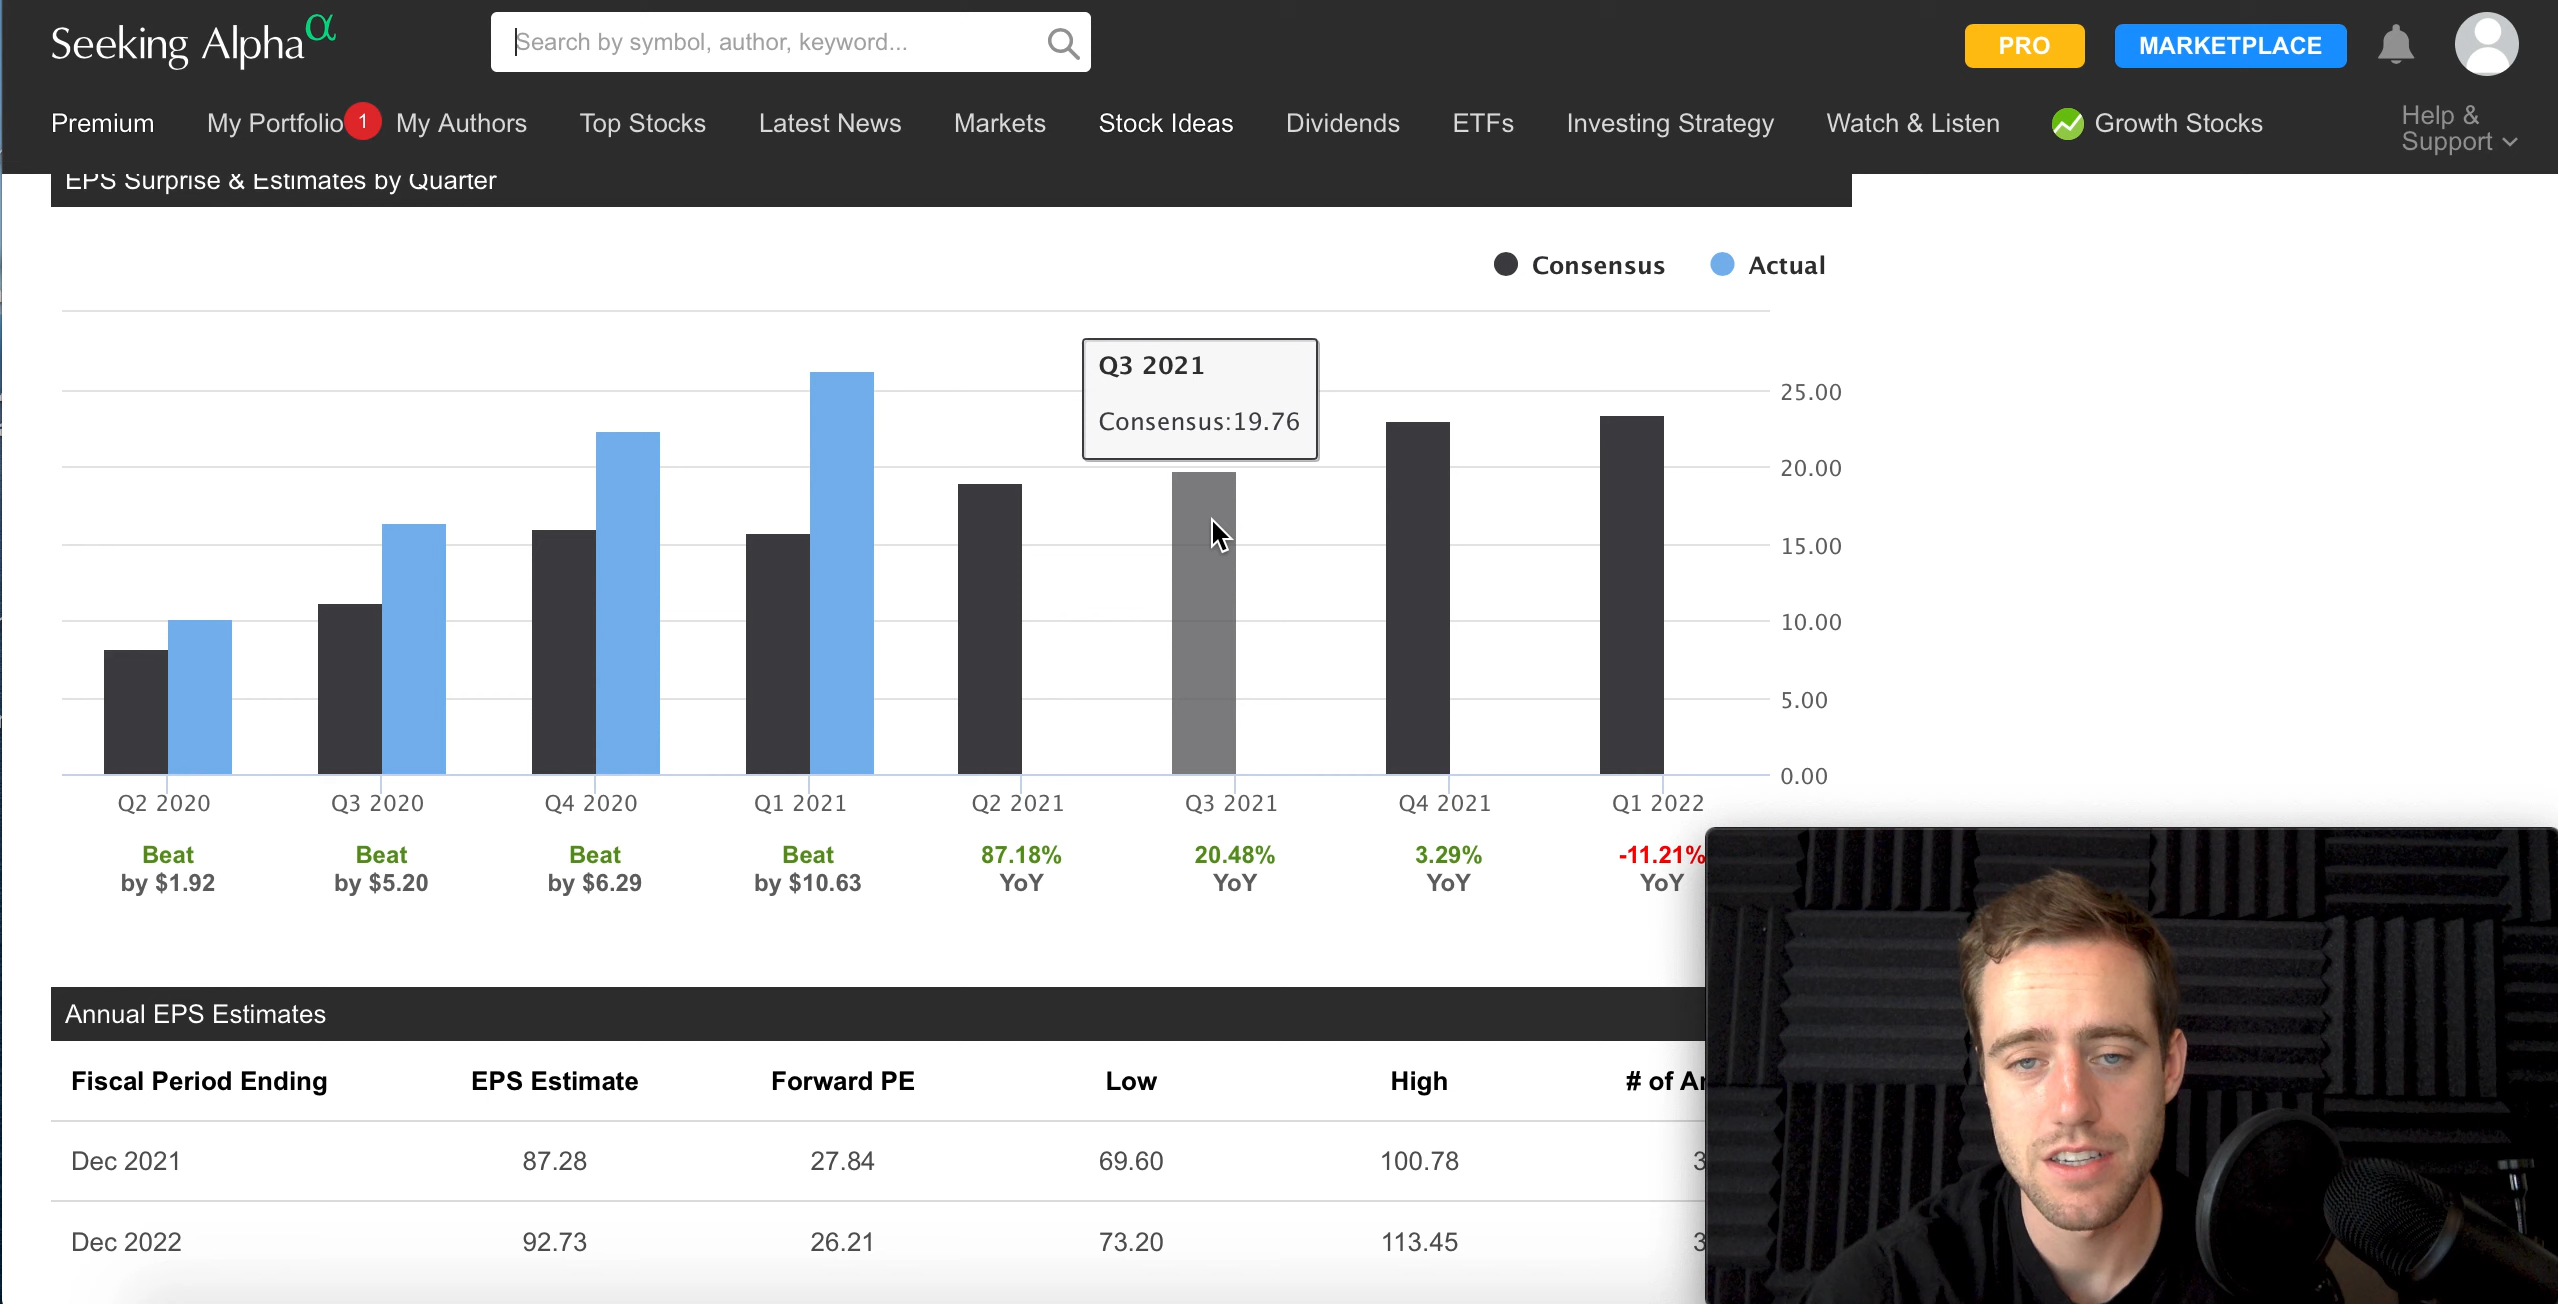 Seeking Alphaα
Search by symbol, author, keyword...
PRO
MARKETPLACE
Premium My Portfolio 1 My Authors Top Stocks Latest News Markets Stock Ideas Dividends ETFs Investing Strategy Watch & Listen Growth Stocks
Help &
Support
EPS Surprise & Estimates by Quarter
Consensus Actual
Q3 2021
Consensus:19.76
25.00
20.00
15.00
10.00
5.00
0.00
Q2 2020 Q3 2020 Q4 2020 Q1 2021 Q2 2021 Q3 2021 Q4 2021 Q1 2022
Beat Beat Beat Beat 87.18% 20.48% 3.29% -11.21%
by $1.92 by $5.20 by $6.29 by $10.63 YoY YoY YoY YoY
Annual EPS Estimates
Fiscal Period Ending EPS Estimate Forward PE Low High # of
Dec 2021 87.28 27.84 69.60 100.78
Dec 2022 92.73 26.21 73.20 113.45